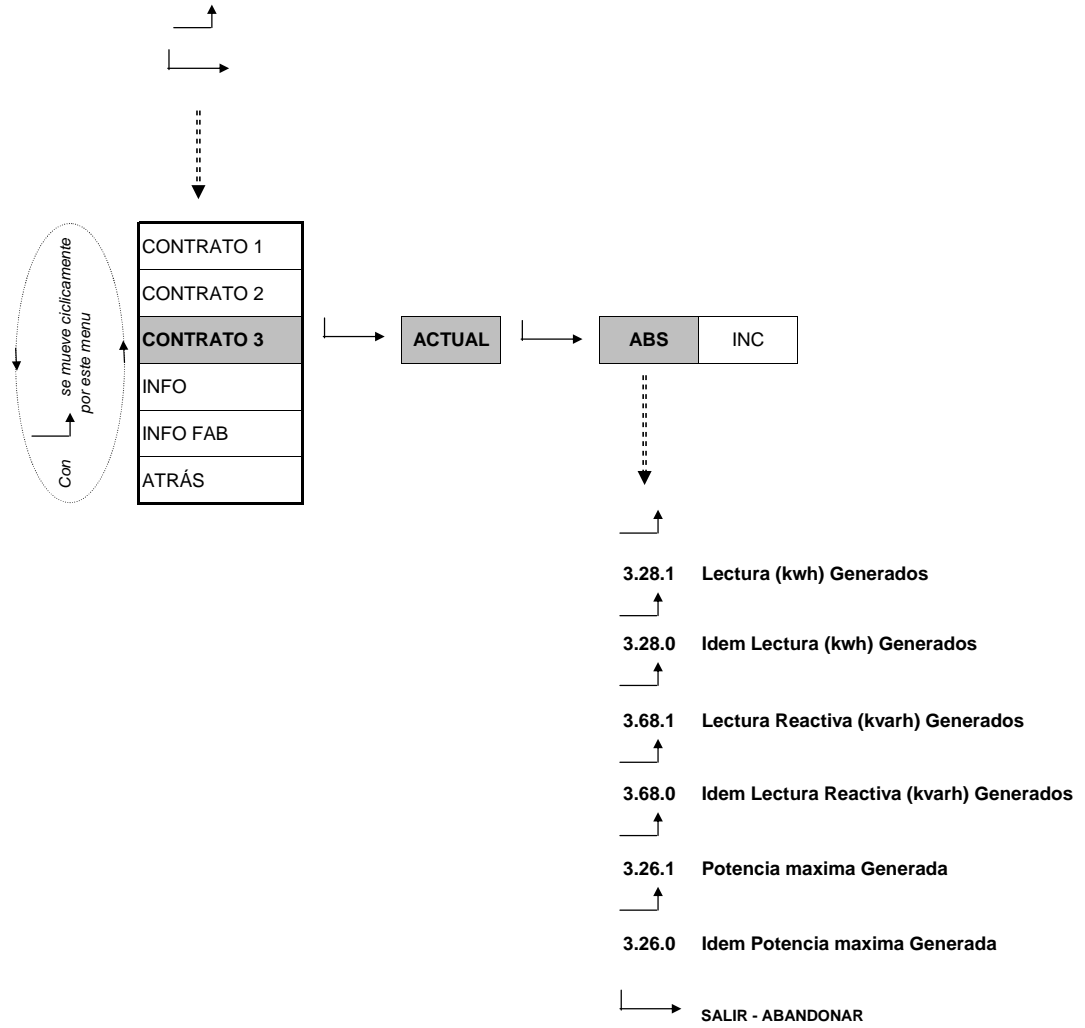 CONTRATO 1
CONTRATO 2
CONTRATO 3
INFO
INFO FAB
ATRÁS
Con se mueve ciclicamente
por este menu
ACTUAL
ABS INC
3.28.1 Lectura (kwh) Generados
3.28.0 Idem Lectura (kwh) Generados
3.68.1 Lectura Reactiva (kvarh) Generados
3.68.0 Idem Lectura Reactiva (kvarh) Generados
3.26.1 Potencia maxima Generada
3.26.0 Idem Potencia maxima Generada
SALIR - ABANDONAR